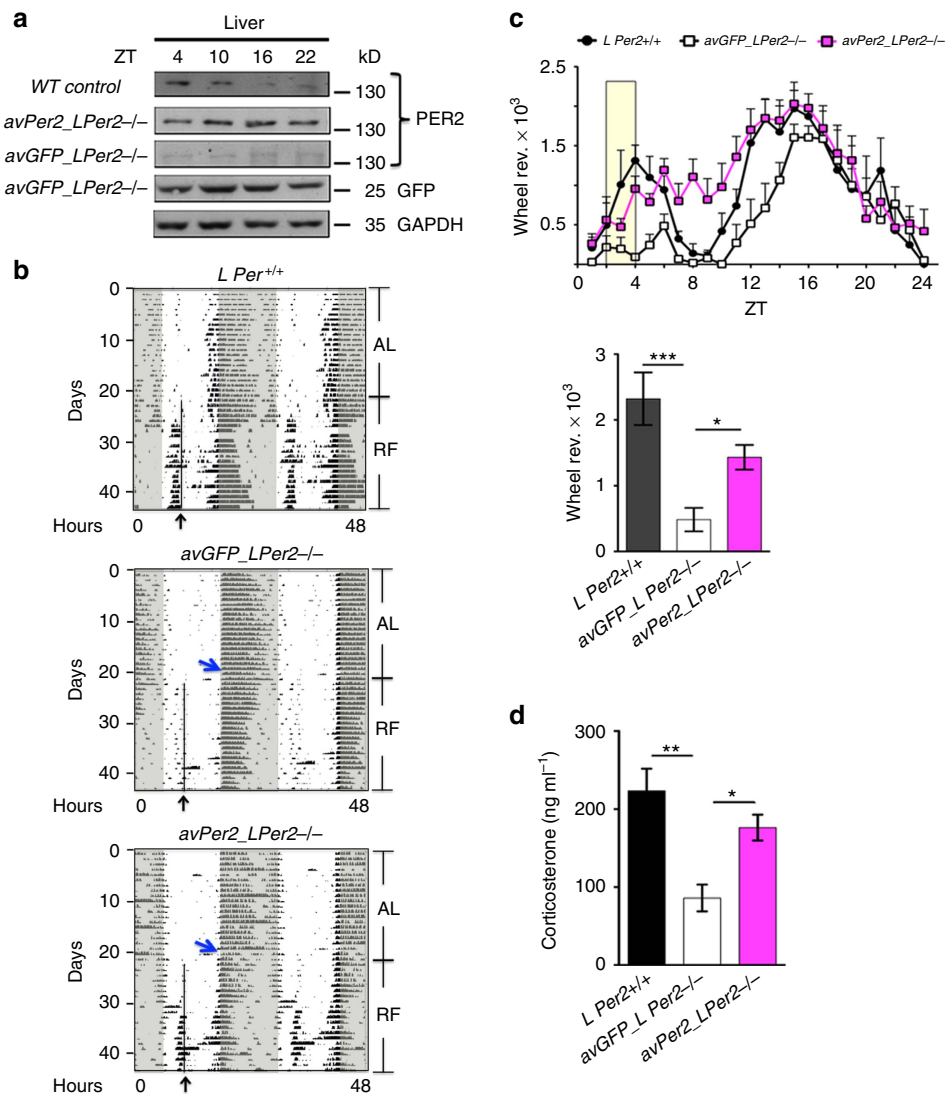 a
Liver
ZT 4 10 16 22 kD
WT control
130
avPer2_LPer2–/–
130
PER2
avGFP_LPer2–/–
130
avGFP_LPer2–/–
25 GFP
35 GAPDH
b
L Per+/+
0
10
20
30
40
Days
AL
RF
Hours 0 48
avGFP_LPer2–/–
0
10
20
30
40
Days
AL
RF
Hours 0 48
avPer2_LPer2–/–
0
10
20
30
40
Days
AL
RF
Hours 0 48
c
L Per2+/+ avGFP_LPer2–/– avPer2_LPer2–/–
2.5
1.5
0.5
Wheel rev. × 10³
0 4 8 12 16 20 24
ZT
3
2
1
0
Wheel rev. × 10³
***
*
L Per2+/+
avGFP_L Per2–/–
avPer2_LPer2–/–
d
300
200
100
0
Corticosterone (ng ml⁻¹)
**
*
L Per2+/+
avGFP_L Per2–/–
avPer2_LPer2–/–